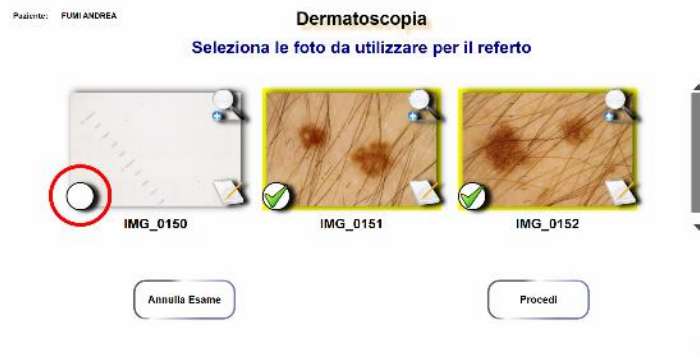 Paziente: FUMI ANDREA
Dermatoscopia
Seleziona le foto da utilizzare per il referto
IMG_0150
IMG_0151
IMG_0152
Annulla Esame
Procedi